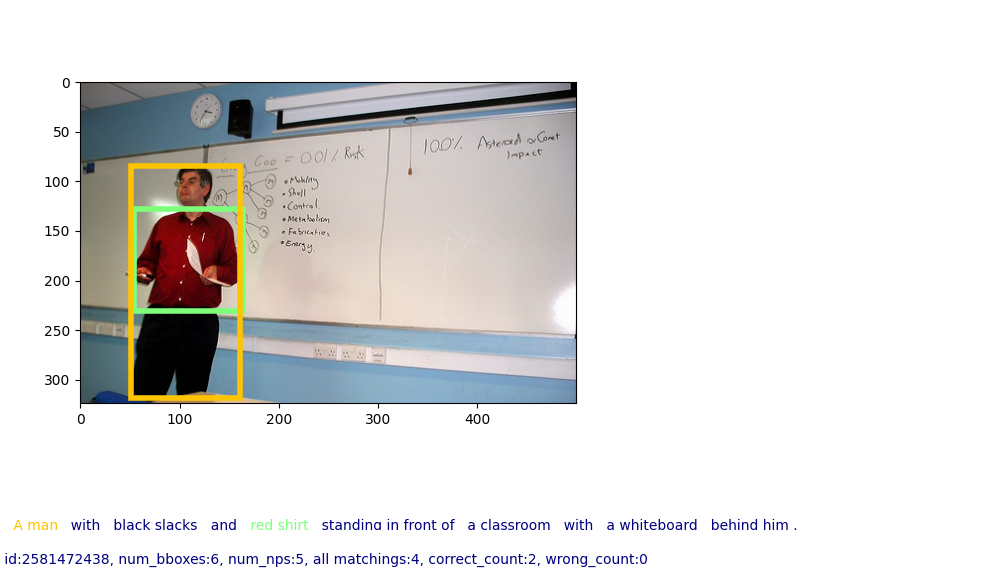 0
50
100
150
200
250
300
0 100 200 300 400
Coo = 0.01% Risk
100% Asteroid or Comet
Impact
• Mobility
• Shell
• Control
• Metabolism
• Fabrication
• Energy
A man with black slacks and red shirt standing in front of a classroom with a whiteboard behind him .
id:2581472438, num_bboxes:6, num_nps:5, all matchings:4, correct_count:2, wrong_count:0